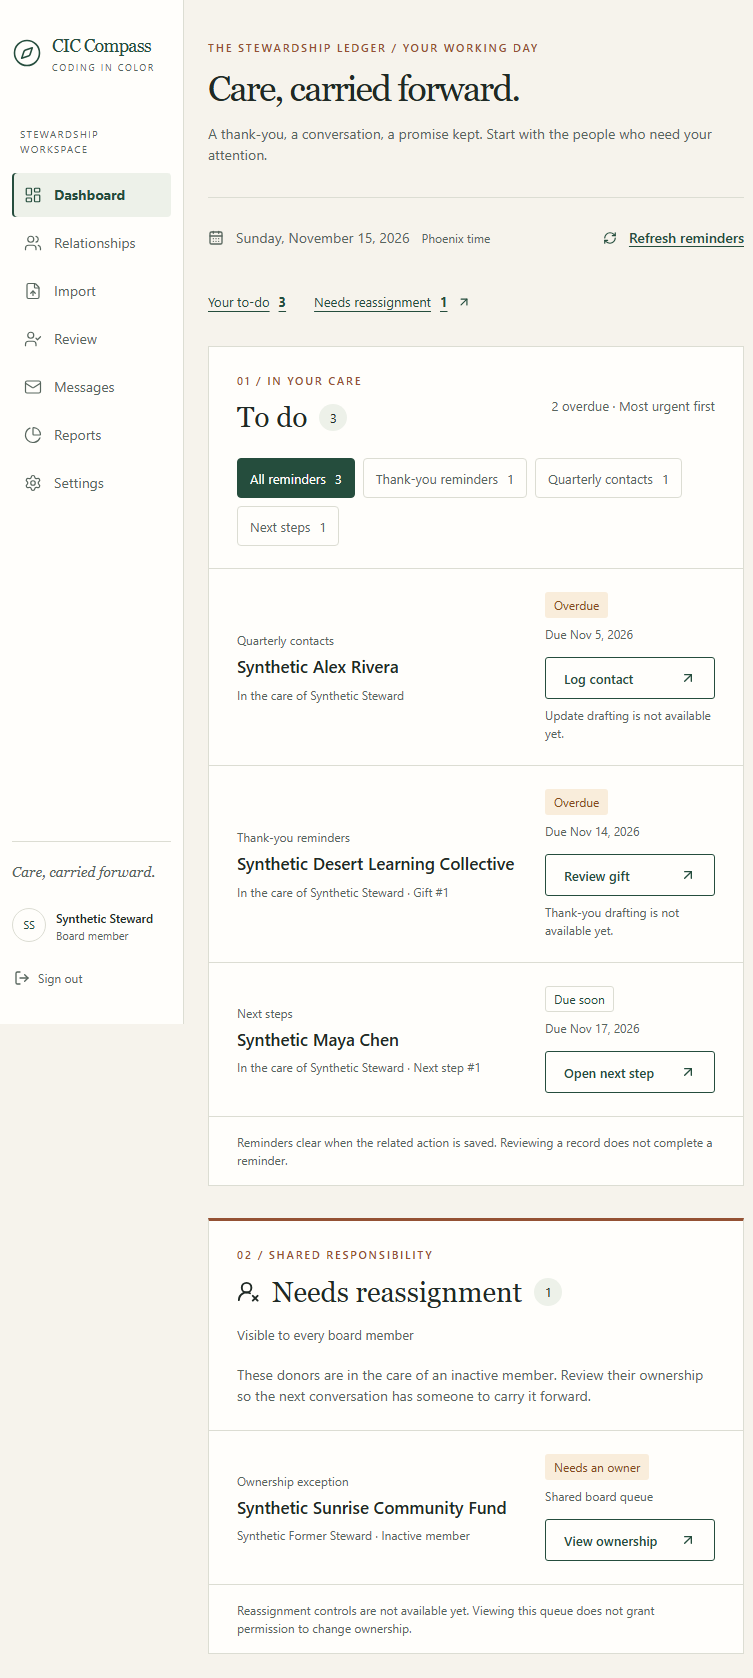 CIC Compass
CODING IN COLOR
STEWARDSHIP
WORKSPACE
Dashboard
Relationships
Import
Review
Messages
Reports
Settings
Care, carried forward.
SS
Synthetic Steward
Board member
Sign out
THE STEWARDSHIP LEDGER / YOUR WORKING DAY
Care, carried forward.
A thank-you, a conversation, a promise kept. Start with the people who need your
attention.
Sunday, November 15, 2026 Phoenix time
Refresh reminders
Your to-do 3 Needs reassignment 1
01 / IN YOUR CARE
To do 3
2 overdue · Most urgent first
All reminders 3 Thank-you reminders 1 Quarterly contacts 1
Next steps 1
Quarterly contacts
Synthetic Alex Rivera
In the care of Synthetic Steward
Overdue
Due Nov 5, 2026
Log contact
Update drafting is not available
yet.
Thank-you reminders
Synthetic Desert Learning Collective
In the care of Synthetic Steward · Gift #1
Overdue
Due Nov 14, 2026
Review gift
Thank-you drafting is not
available yet.
Next steps
Synthetic Maya Chen
In the care of Synthetic Steward · Next step #1
Due soon
Due Nov 17, 2026
Open next step
Reminders clear when the related action is saved. Reviewing a record does not complete a
reminder.
02 / SHARED RESPONSIBILITY
Needs reassignment 1
Visible to every board member
These donors are in the care of an inactive member. Review their ownership
so the next conversation has someone to carry it forward.
Ownership exception
Synthetic Sunrise Community Fund
Synthetic Former Steward · Inactive member
Needs an owner
Shared board queue
View ownership
Reassignment controls are not available yet. Viewing this queue does not grant
permission to change ownership.